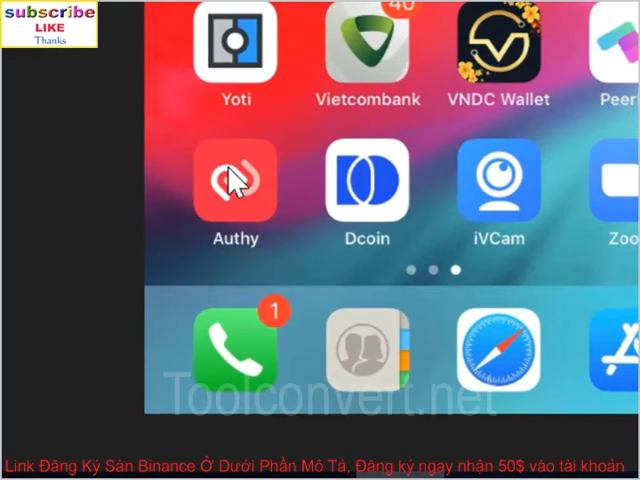 subscribe
LIKE
Thanks
40
Yoti
Vietcombank
VNDC Wallet
Peer
Authy
Dcoin
iVCam
Zoo
1
Toolconvert.net
Link Đăng Ký Sàn Binance Ở Dưới Phần Mô Tả, Đăng ký ngay nhận 50$ vào tài khoản